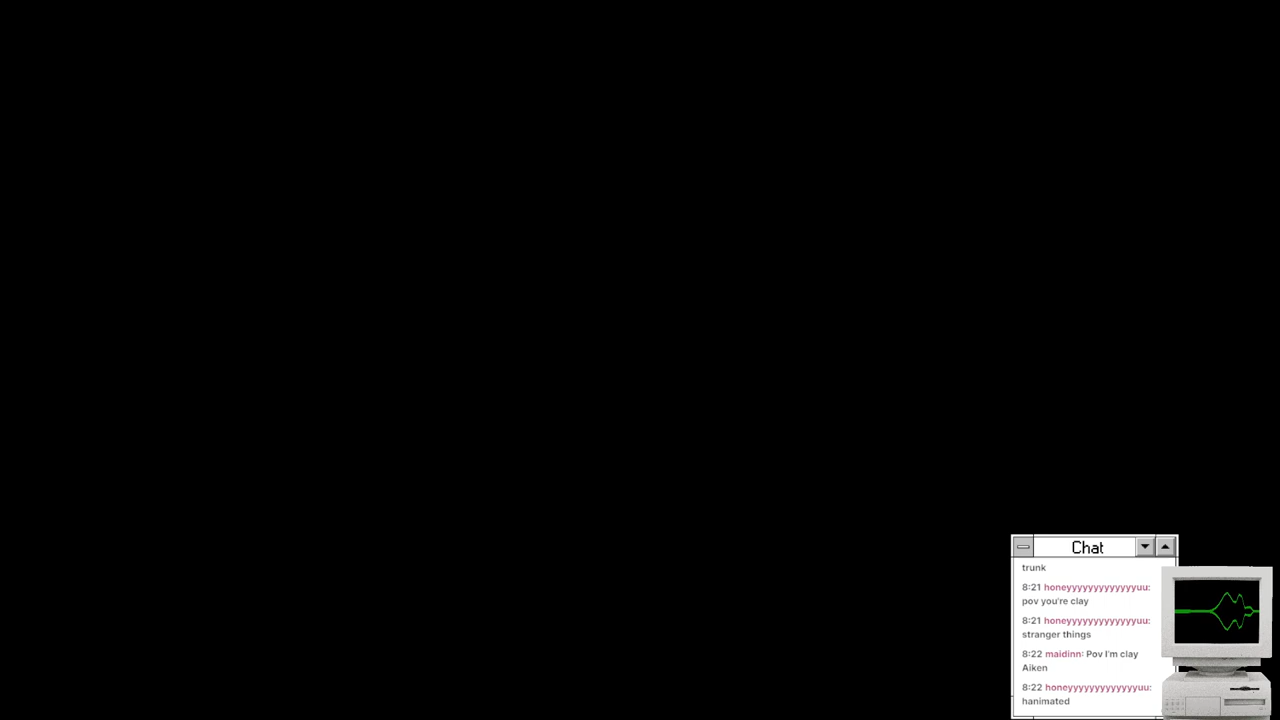 Chat
trunk
8:21 honeyyyyyyyyyyyyyuu:
pov you're clay
8:21 honeyyyyyyyyyyyyyuu:
stranger things
8:22 maidinn: Pov I'm clay
Aiken
8:22 honeyyyyyyyyyyyyyuu:
hanimated